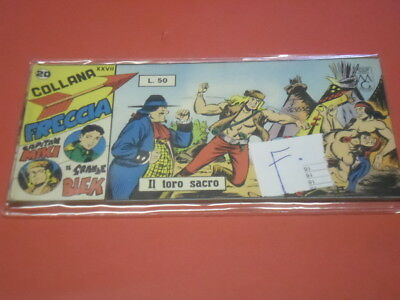 20
XXVII
COLLANA
FRECCIA
CAPITAN
MIKI
IL GRANDE
BLEK
L. 50
Il toro sacro
F.